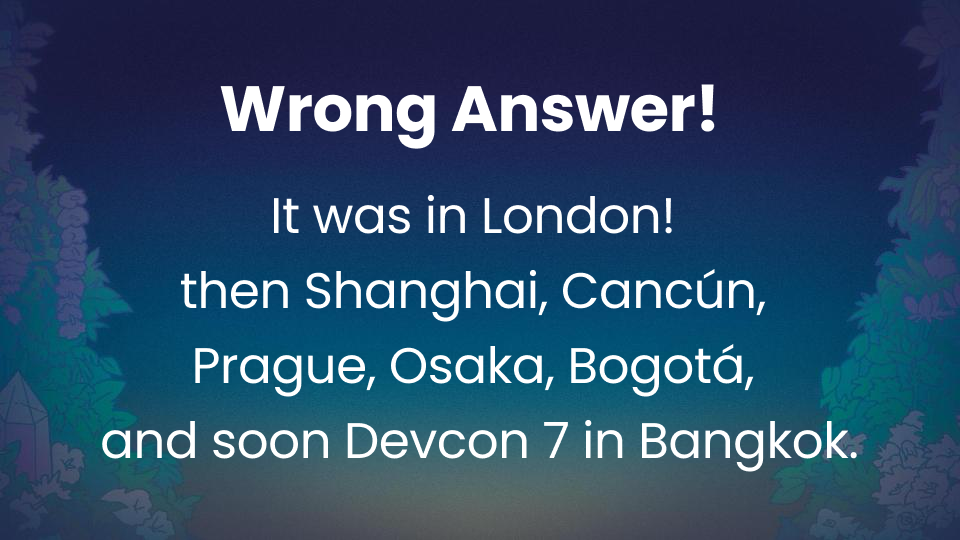 Wrong Answer!
It was in London!
then Shanghai, Cancún,
Prague, Osaka, Bogotá,
and soon Devcon 7 in Bangkok.